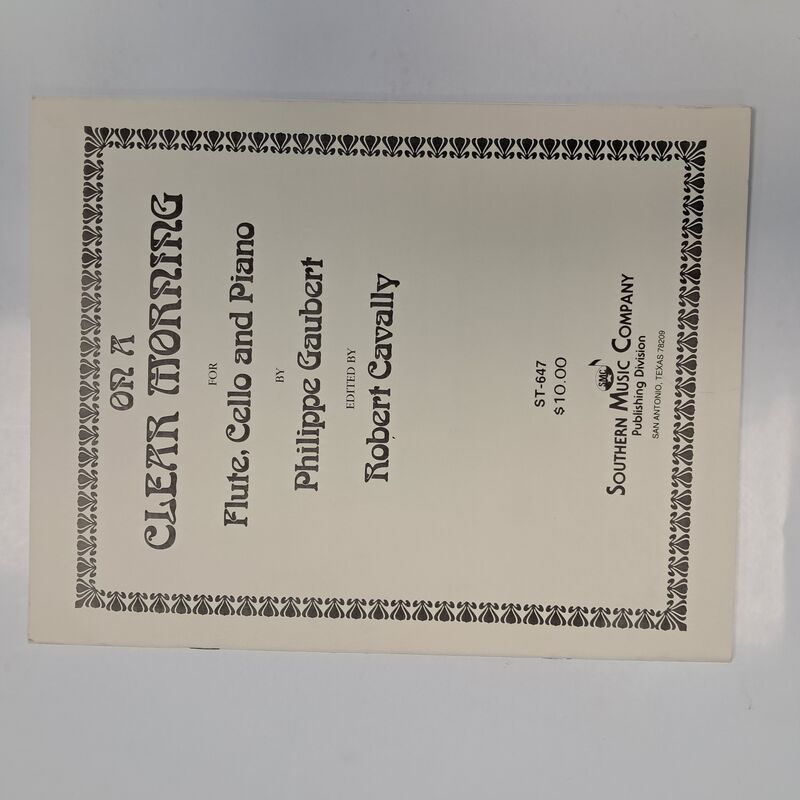 ON A
CLEAR MORNING
FOR
Flute, Cello and Piano
BY
Philippe Gaubert
EDITED BY
Robert Cavally
ST-647
$10.00
SMC
SOUTHERN MUSIC COMPANY
Publishing Division
SAN ANTONIO, TEXAS 78209